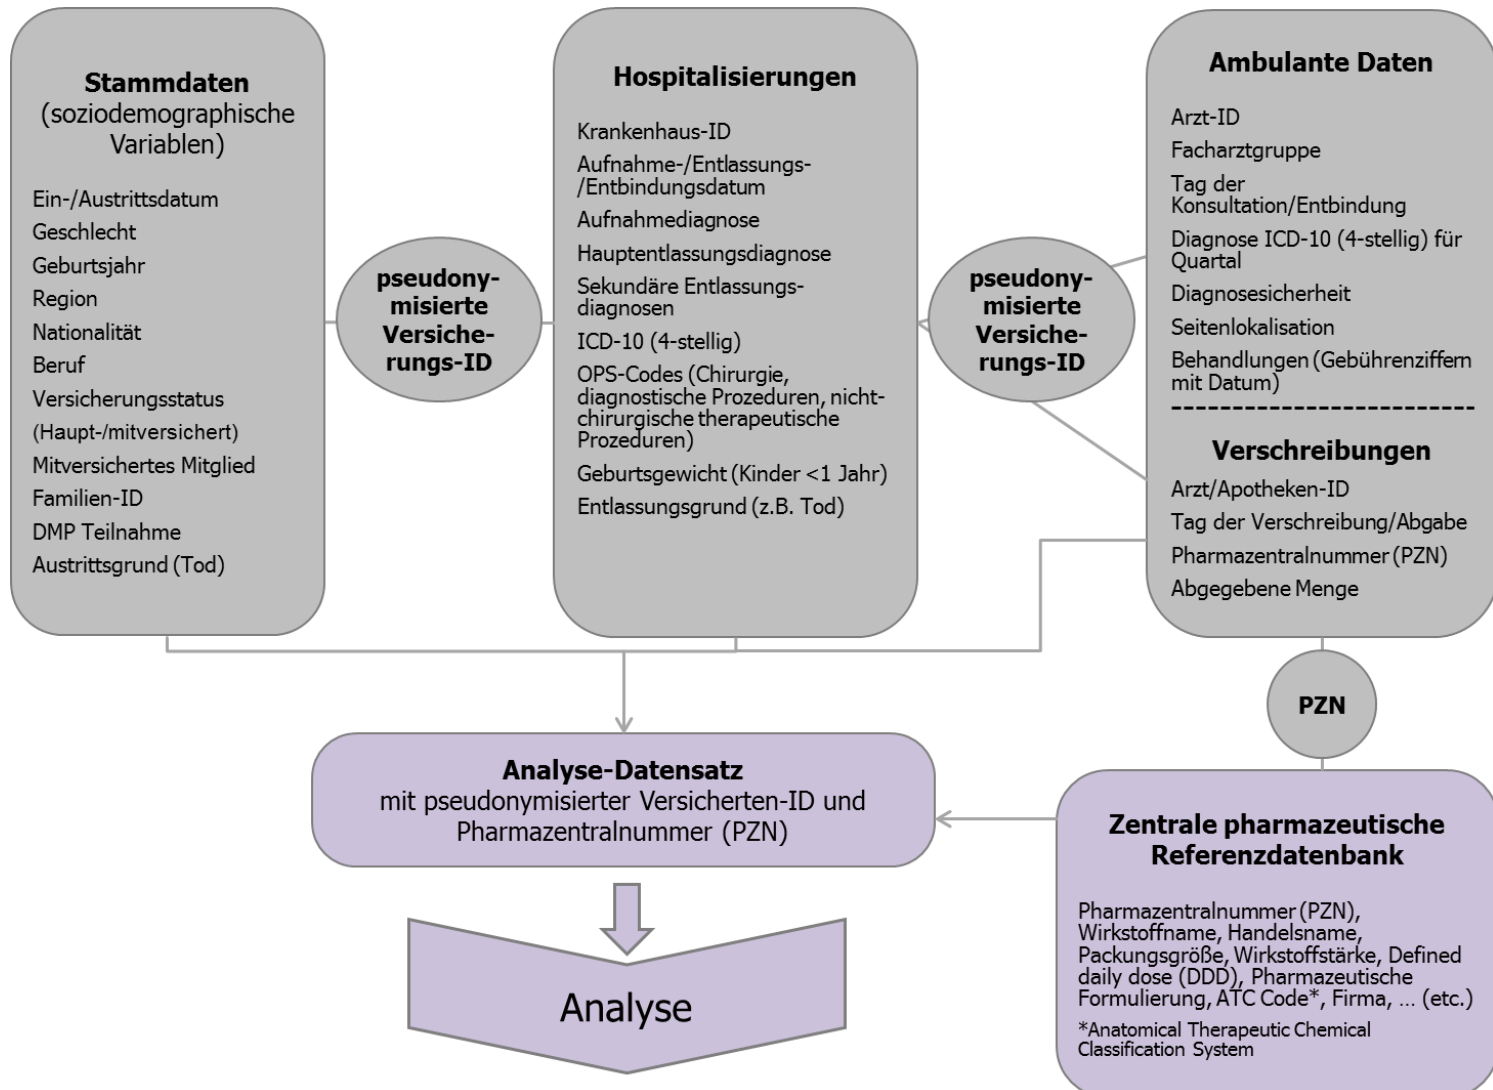 Stammdaten
(soziodemographische
Variablen)
Ein-/Austrittsdatum
Geschlecht
Geburtsjahr
Region
Nationalität
Beruf
Versicherungsstatus
(Haupt-/mitversichert)
Mitversichertes Mitglied
Familien-ID
DMP Teilnahme
Austrittsgrund (Tod)
pseudony-
misierte
Versiche-
rungs-ID
Hospitalisierungen
Krankenhaus-ID
Aufnahme-/Entlassungs-
/Entbindungsdatum
Aufnahmediagnose
Hauptentlassungsdiagnose
Sekundäre Entlassungs-
diagnosen
ICD-10 (4-stellig)
OPS-Codes (Chirurgie,
diagnostische Prozeduren, nicht-
chirurgische therapeutische
Prozeduren)
Geburtsgewicht (Kinder <1 Jahr)
Entlassungsgrund (z.B. Tod)
pseudony-
misierte
Versiche-
rungs-ID
Ambulante Daten
Arzt-ID
Facharztgruppe
Tag der
Konsultation/Entbindung
Diagnose ICD-10 (4-stellig) für
Quartal
Diagnosesicherheit
Seitenlokalisation
Behandlungen (Gebührenziffern
mit Datum)
Verschreibungen
Arzt/Apotheken-ID
Tag der Verschreibung/Abgabe
Pharmazentralnummer (PZN)
Abgegebene Menge
PZN
Analyse-Datensatz
mit pseudonymisierter Versicherten-ID und
Pharmazentralnummer (PZN)
Zentrale pharmazeutische
Referenzdatenbank
Pharmazentralnummer (PZN),
Wirkstoffname, Handelsname,
Packungsgröße, Wirkstoffstärke, Defined
daily dose (DDD), Pharmazeutische
Formulierung, ATC Code*, Firma, ... (etc.)
*Anatomical Therapeutic Chemical
Classification System
Analyse